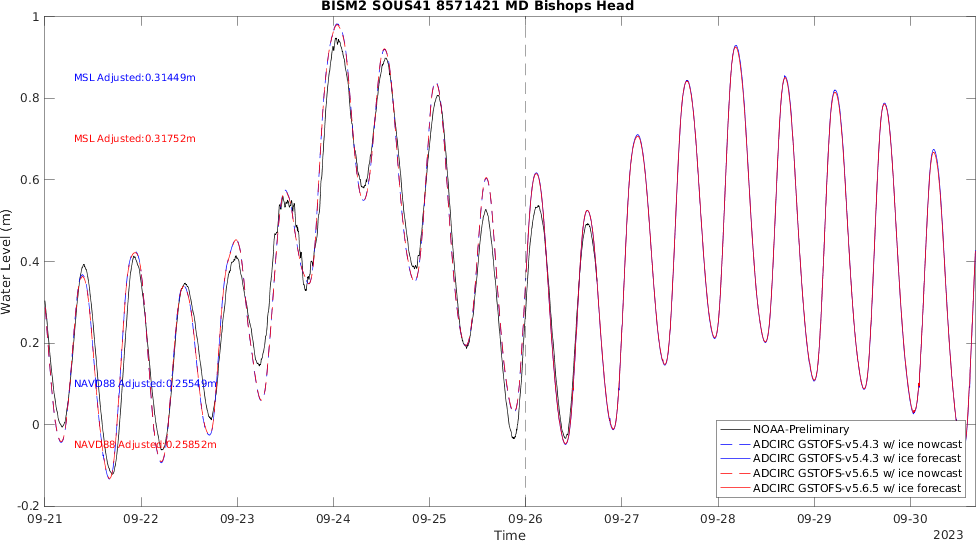 BISM2 SOUS41 8571421 MD Bishops Head
1
MSL Adjusted:0.31449m
0.8
MSL Adjusted:0.31752m
0.6
Water Level (m)
0.4
0.2
NAVD88 Adjusted:0.25549m
0
NAVD88 Adjusted:0.25852m
NOAA-Preliminary
ADCIRC GSTOFS-v5.4.3 w/ ice nowcast
ADCIRC GSTOFS-v5.4.3 w/ ice forecast
ADCIRC GSTOFS-v5.6.5 w/ ice nowcast
ADCIRC GSTOFS-v5.6.5 w/ ice forecast
-0.2
09-21 09-22 09-23 09-24 09-25 09-26 09-27 09-28 09-29 09-30
Time
2023